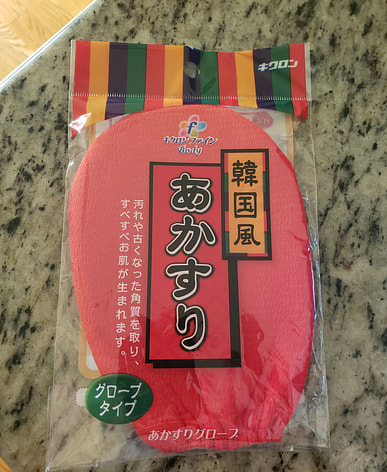 キクロン
f
キクロンファイン
Body
韓国風
あかすり
汚れや古くなった角質を取り、
すべすべお肌が生まれます。
グローブ
タイプ
あかすりグローブ